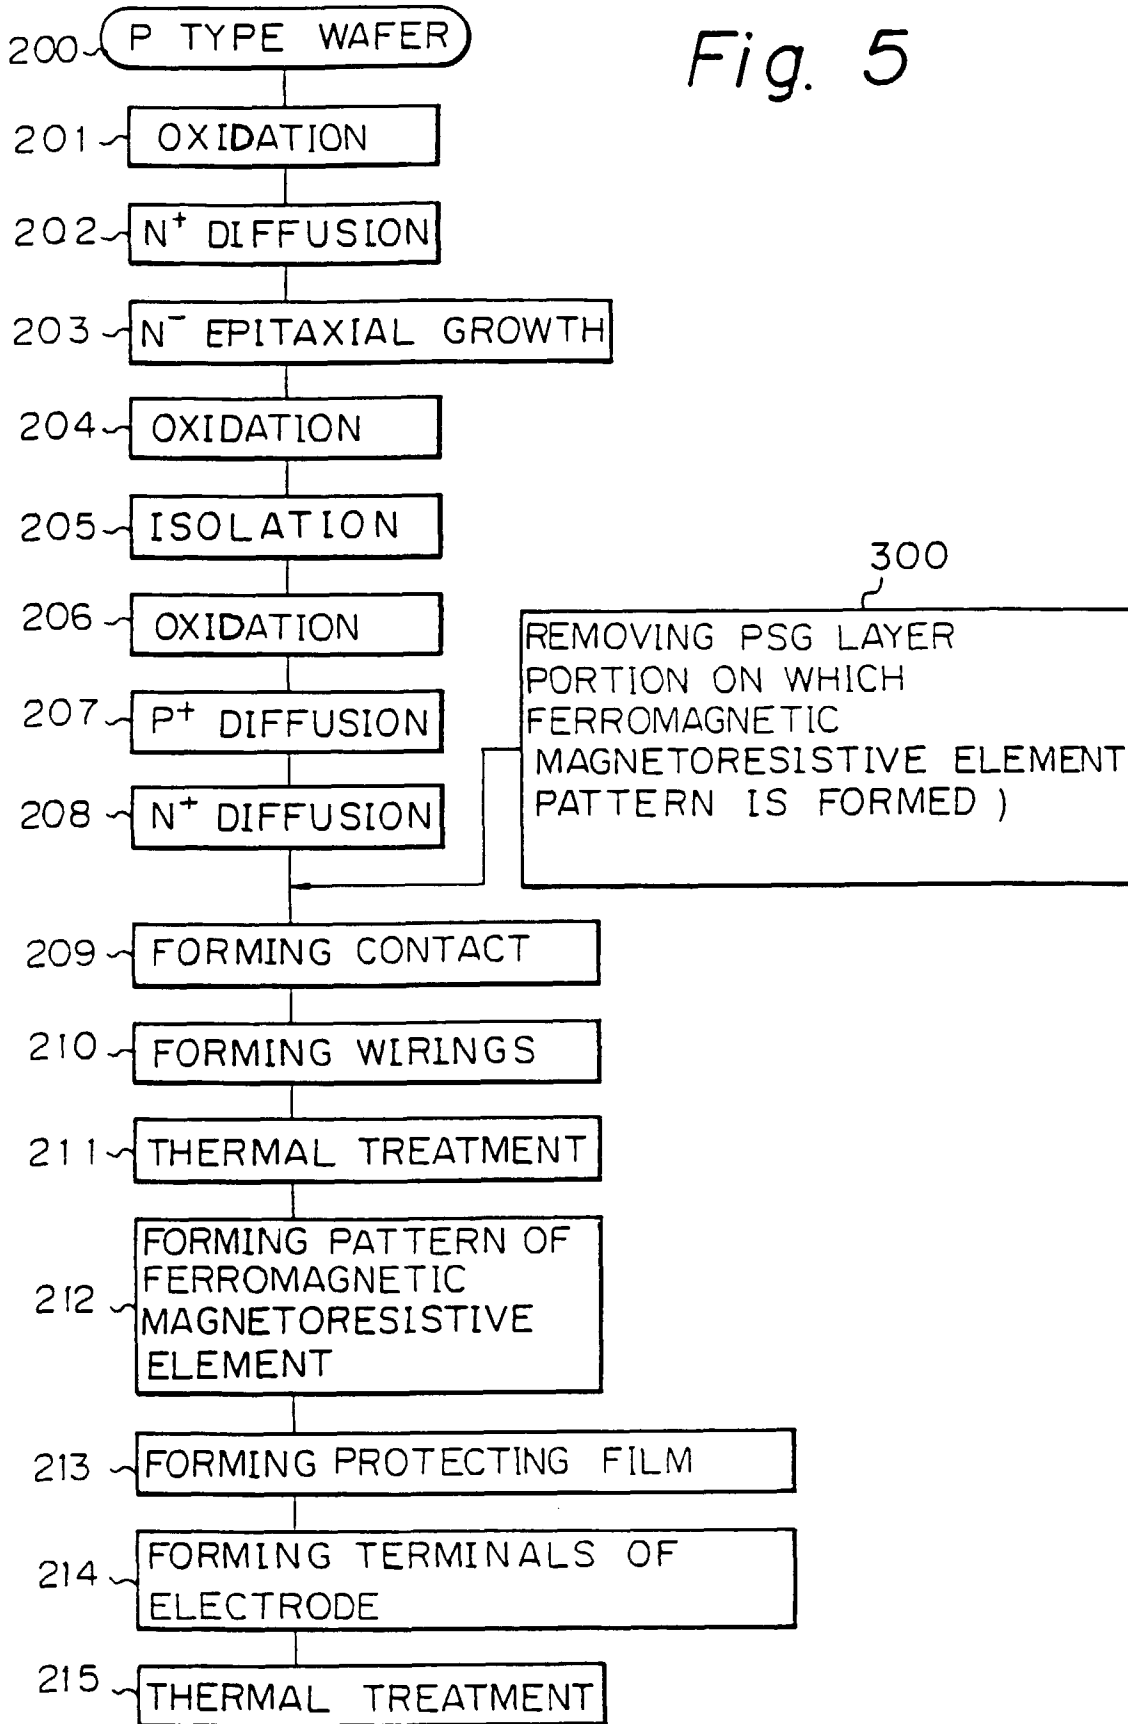 Fig. 5
200 P TYPE WAFER
201 OXIDATION
202 N⁺ DIFFUSION
203 N⁻ EPITAXIAL GROWTH
204 OXIDATION
205 ISOLATION
206 OXIDATION
207 P⁺ DIFFUSION
208 N⁺ DIFFUSION
300
REMOVING PSG LAYER
PORTION ON WHICH
FERROMAGNETIC
MAGNETORESISTIVE ELEMENT
PATTERN IS FORMED )
209 FORMING CONTACT
210 FORMING WIRINGS
211 THERMAL TREATMENT
212
FORMING PATTERN OF
FERROMAGNETIC
MAGNETORESISTIVE
ELEMENT
213 FORMING PROTECTING FILM
214
FORMING TERMINALS OF
ELECTRODE
215 THERMAL TREATMENT